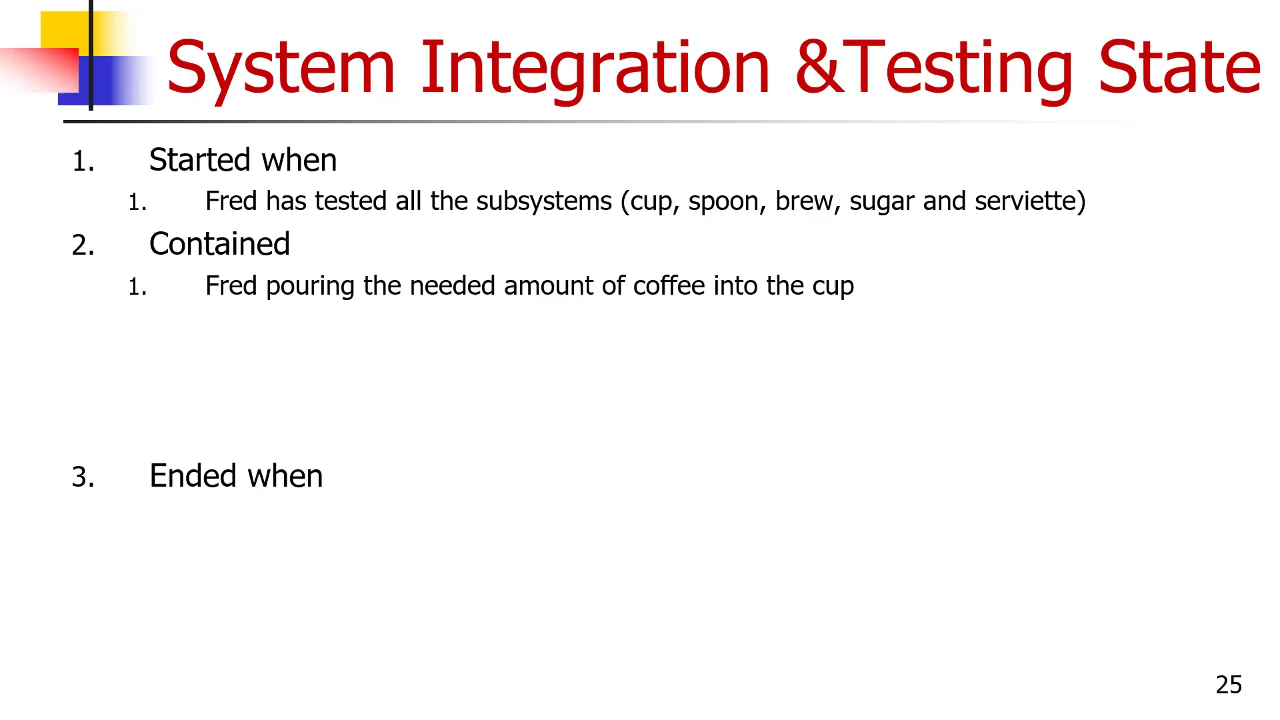 System Integration &Testing State
1. Started when
1. Fred has tested all the subsystems (cup, spoon, brew, sugar and serviette)
2. Contained
1. Fred pouring the needed amount of coffee into the cup
3. Ended when
25